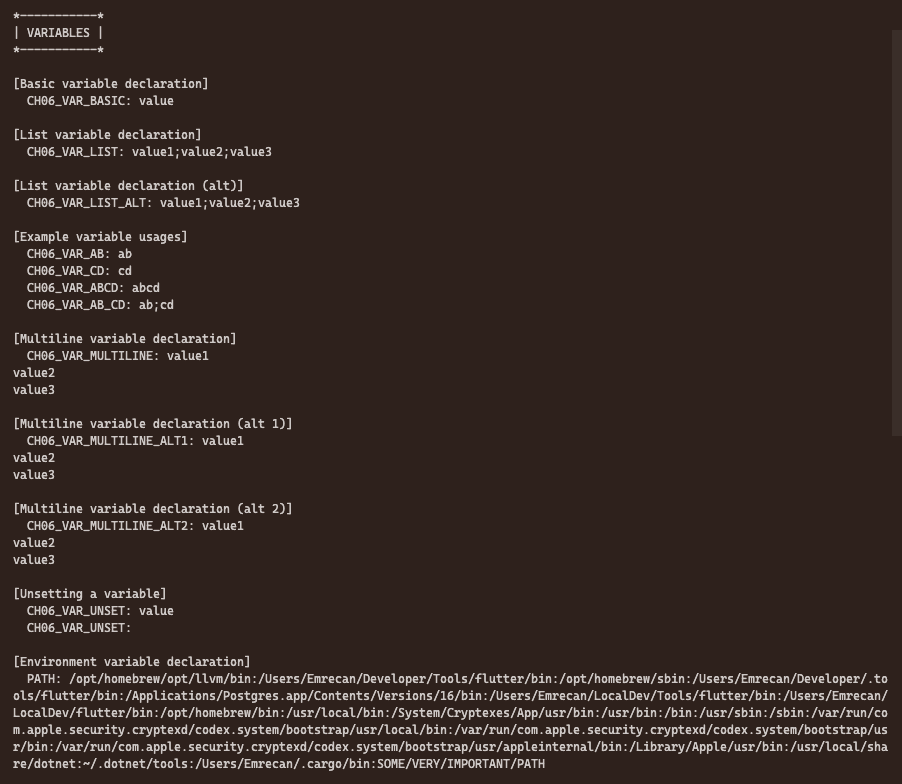 *-----------*
| VARIABLES |
*-----------*
[Basic variable declaration]
CH06_VAR_BASIC: value
[List variable declaration]
CH06_VAR_LIST: value1;value2;value3
[List variable declaration (alt)]
CH06_VAR_LIST_ALT: value1;value2;value3
[Example variable usages]
CH06_VAR_AB: ab
CH06_VAR_CD: cd
CH06_VAR_ABCD: abcd
CH06_VAR_AB_CD: ab;cd
[Multiline variable declaration]
CH06_VAR_MULTILINE: value1
value2
value3
[Multiline variable declaration (alt 1)]
CH06_VAR_MULTILINE_ALT1: value1
value2
value3
[Multiline variable declaration (alt 2)]
CH06_VAR_MULTILINE_ALT2: value1
value2
value3
[Unsetting a variable]
CH06_VAR_UNSET: value
CH06_VAR_UNSET:
[Environment variable declaration]
PATH: /opt/homebrew/opt/llvm/bin:/Users/Emrecan/Developer/Tools/flutter/bin:/opt/homebrew/sbin:/Users/Emrecan/Developer/.to
ols/flutter/bin:/Applications/Postgres.app/Contents/Versions/16/bin:/Users/Emrecan/LocalDev/Tools/flutter/bin:/Users/Emrecan/
LocalDev/flutter/bin:/opt/homebrew/bin:/usr/local/bin:/System/Cryptexes/App/usr/bin:/usr/bin:/bin:/usr/sbin:/sbin:/var/run/co
m.apple.security.cryptexd/codex.system/bootstrap/usr/local/bin:/var/run/com.apple.security.cryptexd/codex.system/bootstrap/us
r/bin:/var/run/com.apple.security.cryptexd/codex.system/bootstrap/usr/appleinternal/bin:/Library/Apple/usr/bin:/usr/local/sha
re/dotnet:~/.dotnet/tools:/Users/Emrecan/.cargo/bin:SOME/VERY/IMPORTANT/PATH